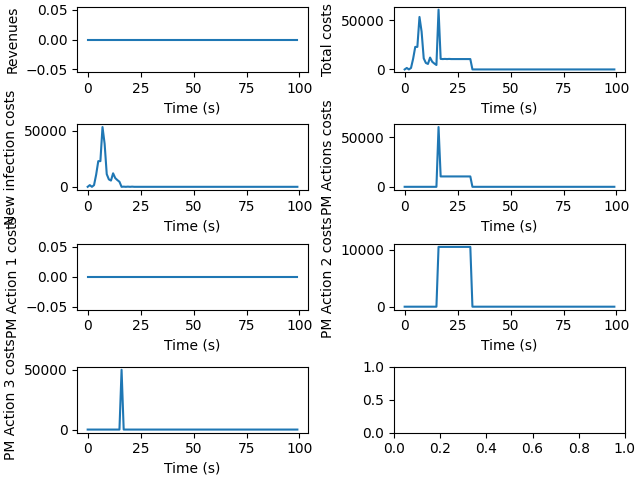 Revenues
0.05
0.00
−0.05
0 25 50 75 100
Time (s)
Total costs
50000
0
0 25 50 75 100
Time (s)
New infection costs
50000
0
0 25 50 75 100
Time (s)
PM Actions costs
50000
0
0 25 50 75 100
Time (s)
PM Action 1 costs
0.05
0.00
−0.05
0 25 50 75 100
Time (s)
PM Action 2 costs
10000
0
0 25 50 75 100
Time (s)
PM Action 3 costs
50000
0
0 25 50 75 100
Time (s)
1.0
0.5
0.0
0.0 0.2 0.4 0.6 0.8 1.0